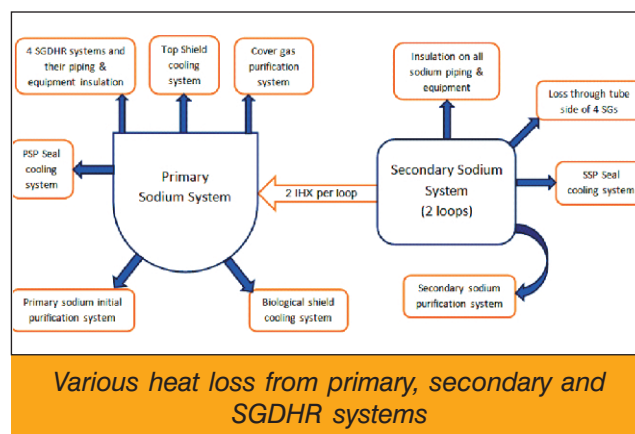 4 SGDHR systems and
their piping &
equipment insulation
Top Shield
cooling
system
Cover gas
purification
system
Insulation on all
sodium piping &
equipment
Loss through tube
side of 4 SGs
PSP Seal
cooling
system
Primary
Sodium System
2 IHX per loop
Secondary Sodium
System
(2 loops)
SSP Seal
cooling system
Primary sodium initial
purification system
Biological shield
cooling system
Secondary sodium
purification system
Various heat loss from primary, secondary and
SGDHR systems